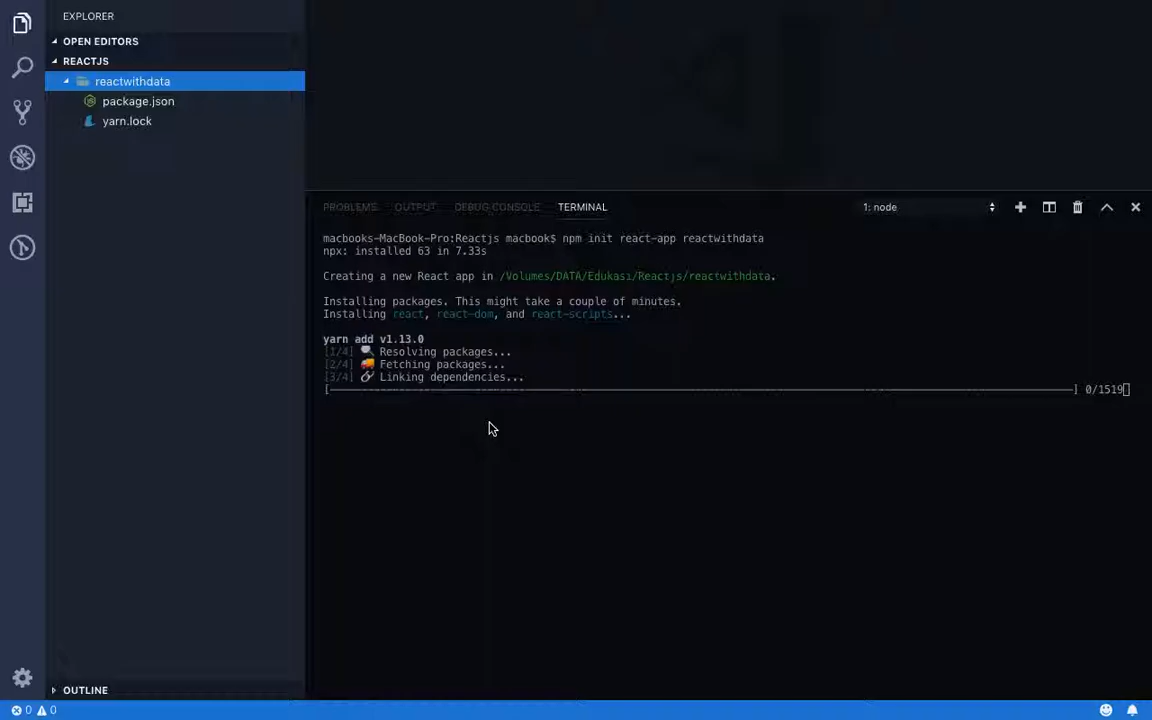 EXPLORER
OPEN EDITORS
REACTJS
reactwithdata
package.json
yarn.lock
OUTLINE
PROBLEMS OUTPUT DEBUG CONSOLE TERMINAL
1: node
macbooks-MacBook-Pro:Reactjs macbook$ npm init react-app reactwithdata
npx: installed 63 in 7.33s
Creating a new React app in /Volumes/DATA/Edukasi/Reactjs/reactwithdata.
Installing packages. This might take a couple of minutes.
Installing react, react-dom, and react-scripts...
yarn add v1.13.0
[1/4] 🔍 Resolving packages...
[2/4] 🚚 Fetching packages...
[3/4] 🔗 Linking dependencies...
[----------------------------------------------------------------] 0/1519
0 0